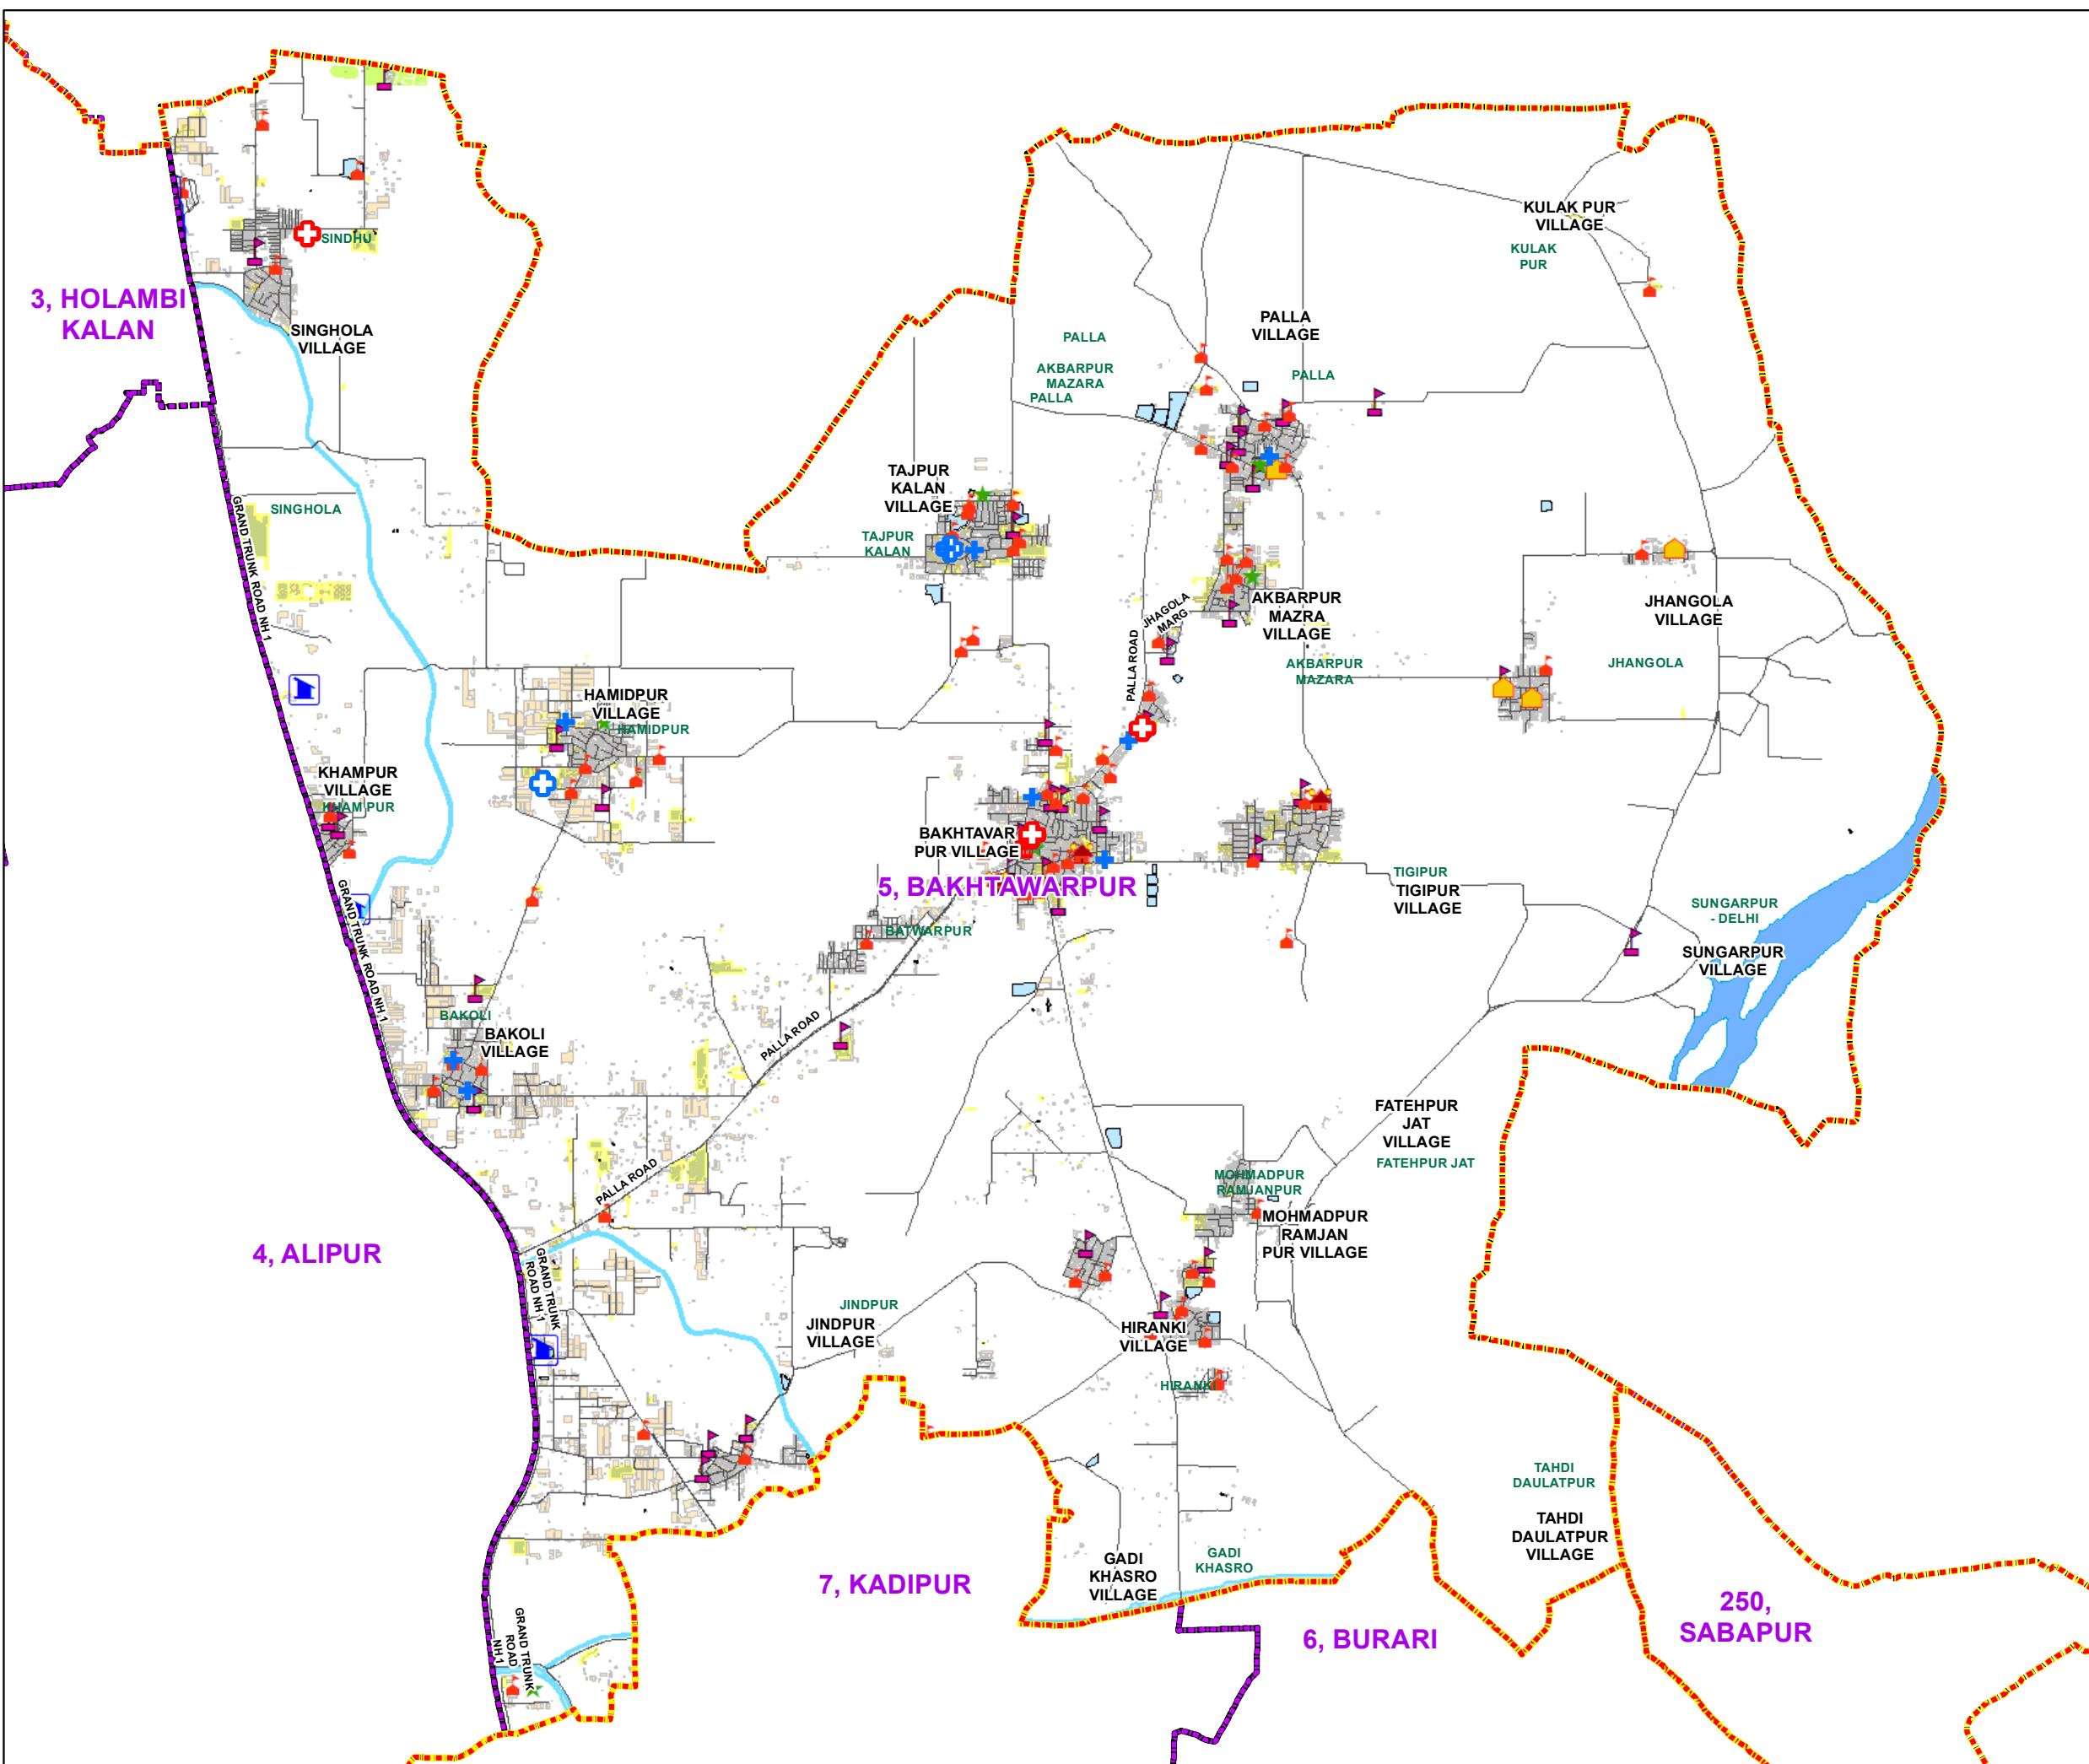 KULAK PUR
VILLAGE
KULAK
PUR
SINDHU
3, HOLAMBI
KALAN
SINGHOLA
VILLAGE
PALLA
VILLAGE
PALLA
AKBARPUR
MAZARA
PALLA
PALLA
TAJPUR
KALAN
VILLAGE
TAJPUR
KALAN
SINGHOLA
GRAND TRUNK ROAD NH 1
JHAGOLA
MARG
PALLA ROAD
AKBARPUR
MAZRA
VILLAGE
AKBARPUR
MAZARA
JHANGOLA
VILLAGE
JHANGOLA
HAMIDPUR
VILLAGE
HAMIDPUR
KHAMPUR
VILLAGE
KHAM PUR
BAKHTAVAR
PUR VILLAGE
5, BAKHTAWARPUR
BATWARPUR
TIGIPUR
TIGIPUR
VILLAGE
SUNGARPUR
- DELHI
SUNGARPUR
VILLAGE
GRAND TRUNK ROAD NH 1
BAKOLI
BAKOLI
VILLAGE
PALLA ROAD
PALLA ROAD
FATEHPUR
JAT
VILLAGE
FATEHPUR JAT
MOHMADPUR
RAMJANPUR
MOHMADPUR
RAMJAN
PUR VILLAGE
4, ALIPUR
GRAND TRUNK
ROAD NH 1
JINDPUR
JINDPUR
VILLAGE
HIRANKI
VILLAGE
HIRANKI
TAHDI
DAULATPUR
TAHDI
DAULATPUR
VILLAGE
GADI
KHASRO
VILLAGE
GADI
KHASRO
7, KADIPUR
6, BURARI
250,
SABAPUR
GRAND TRUNK
ROAD
NH 1